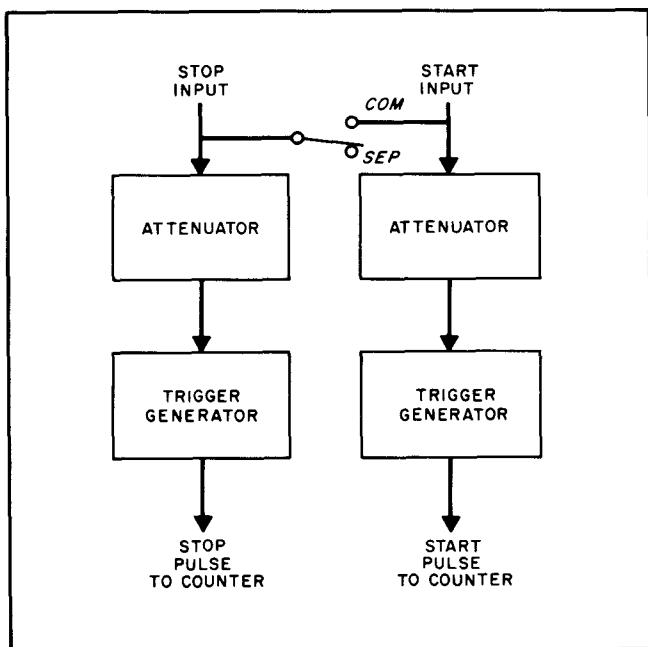 STOP
INPUT
START
INPUT
COM
SEP
ATTENUATOR
ATTENUATOR
TRIGGER
GENERATOR
TRIGGER
GENERATOR
STOP
PULSE
TO COUNTER
START
PULSE
TO COUNTER